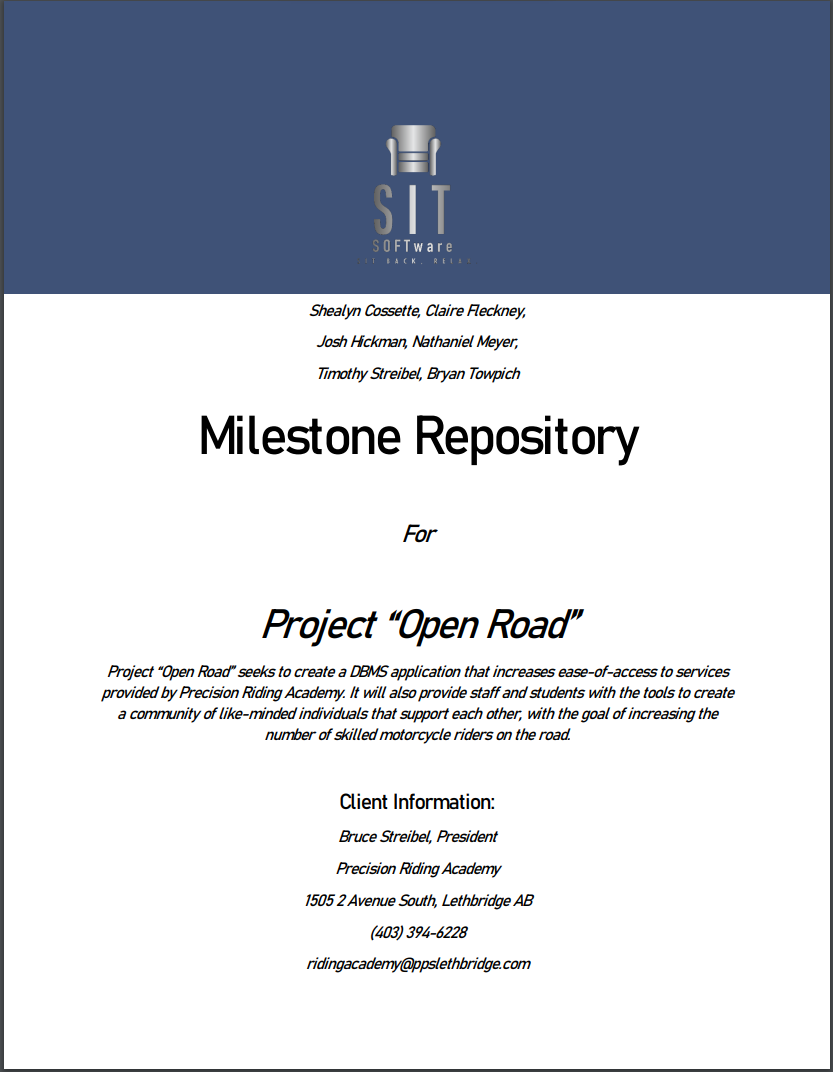 SIT
SOFTware
BACK,
Shealyn Cossette, Claire Fleckney,
Josh Hickman, Nathaniel Meyer,
Timothy Streibel, Bryan Towpich
Milestone Repository
For
Project “Open Road”
Project “Open Road” seeks to create a DBMS application that increases ease-of-access to services
provided by Precision Riding Academy. It will also provide staff and students with the tools to create
a community of like-minded individuals that support each other, with the goal of increasing the
number of skilled motorcycle riders on the road.
Client Information:
Bruce Streibel, President
Precision Riding Academy
1505 2 Avenue South, Lethbridge AB
(403) 394-6228
ridingacademy@ppslethbridge.com